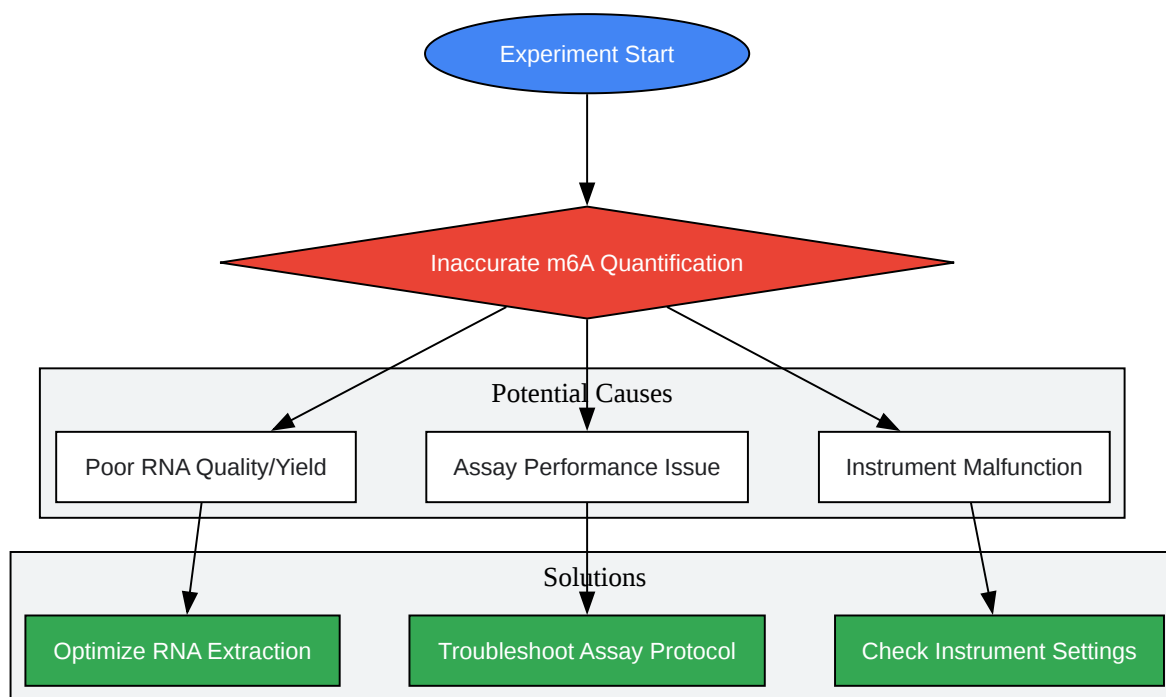 Experiment Start
Inaccurate m6A Quantification
Potential Causes
Poor RNA Quality/Yield
Assay Performance Issue
Instrument Malfunction
Solutions
Optimize RNA Extraction
Troubleshoot Assay Protocol
Check Instrument Settings